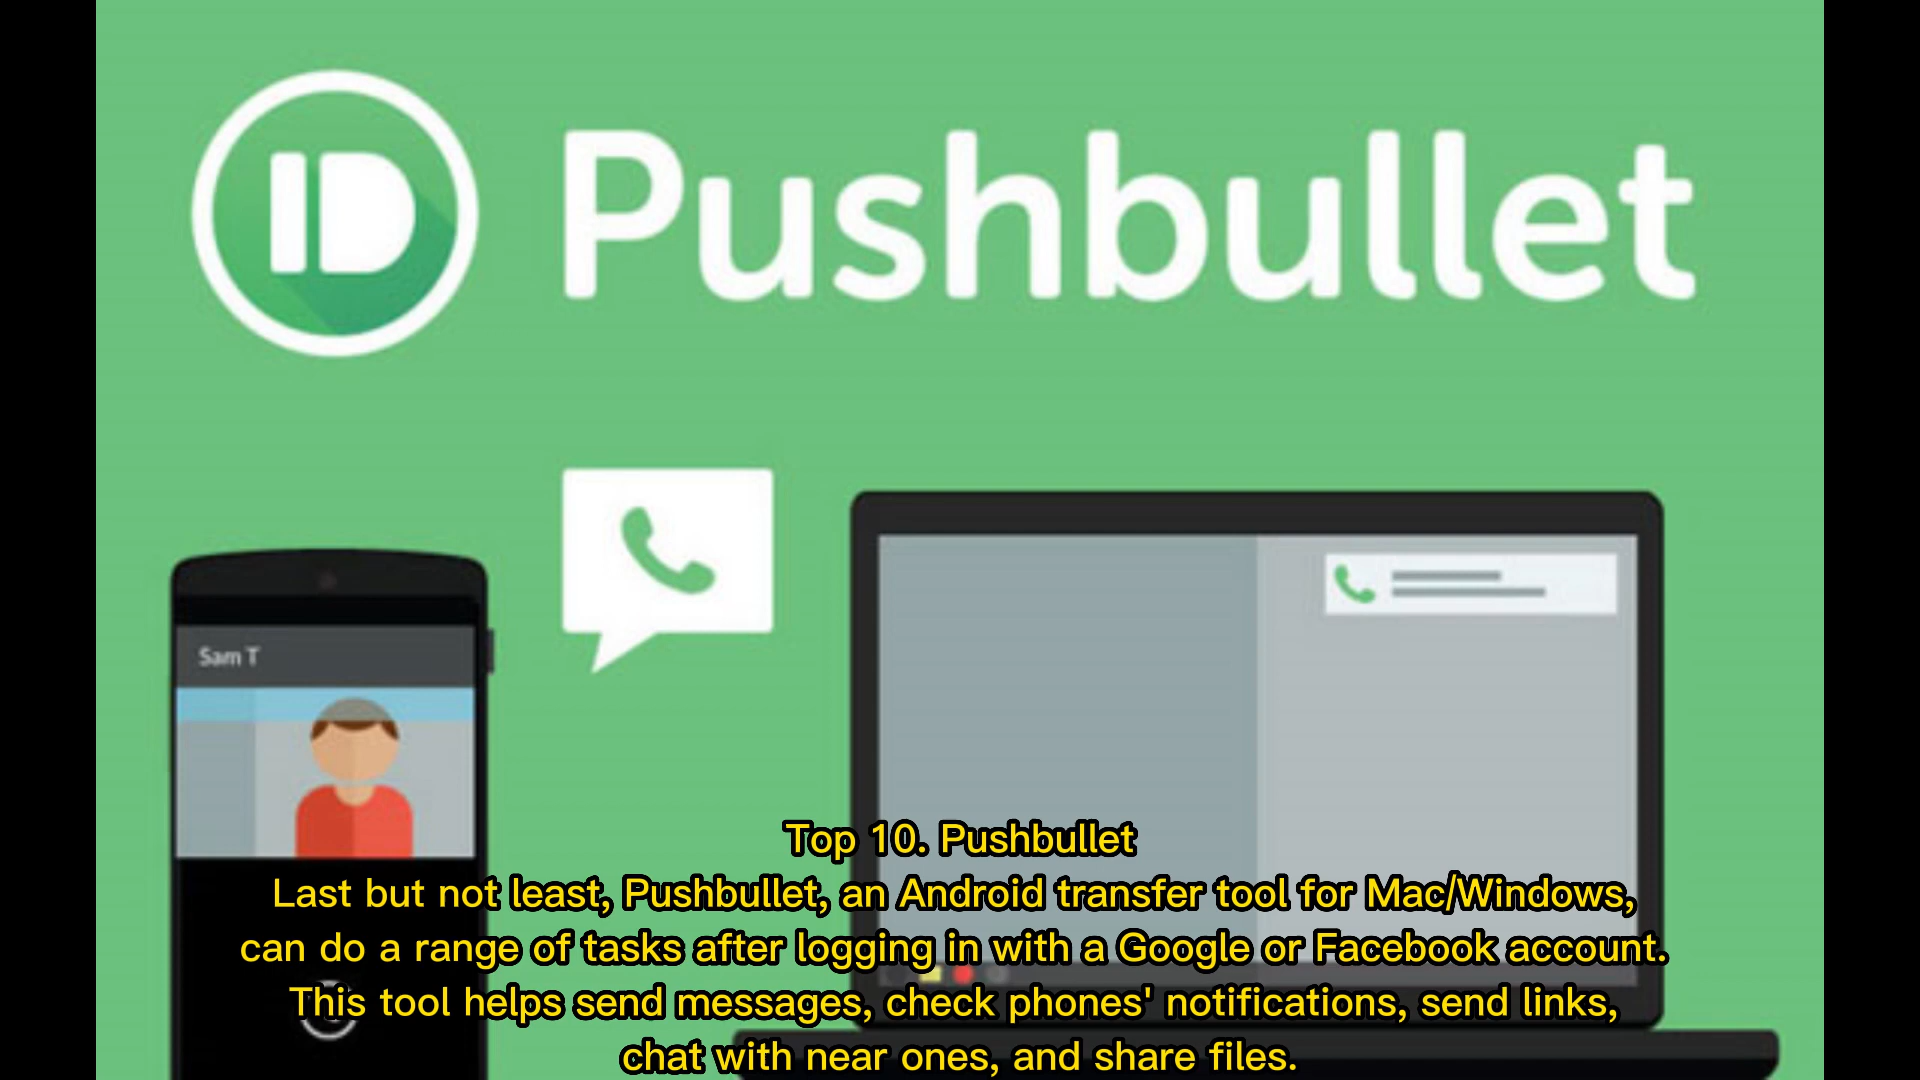 Pushbullet
Sam T
Top 10. Pushbullet
Last but not least, Pushbullet, an Android transfer tool for Mac/Windows,
can do a range of tasks after logging in with a Google or Facebook account.
This tool helps send messages, check phones' notifications, send links,
chat with near ones, and share files.